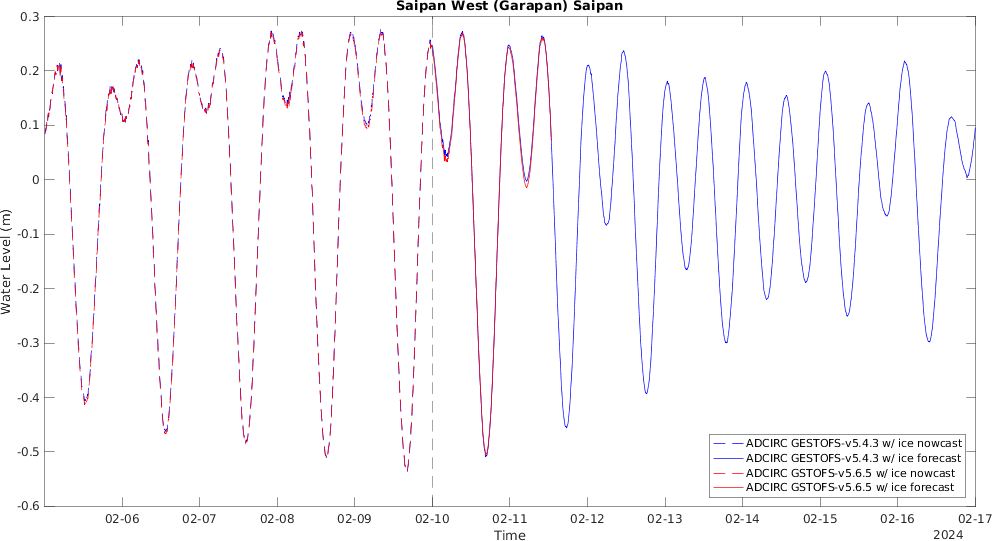 Saipan West (Garapan) Saipan
Water Level (m)
0.3
0.2
0.1
0
-0.1
-0.2
-0.3
-0.4
-0.5
-0.6
ADCIRC GESTOFS-v5.4.3 w/ ice nowcast
ADCIRC GESTOFS-v5.4.3 w/ ice forecast
ADCIRC GSTOFS-v5.6.5 w/ ice nowcast
ADCIRC GSTOFS-v5.6.5 w/ ice forecast
02-06 02-07 02-08 02-09 02-10 02-11 02-12 02-13 02-14 02-15 02-16 02-17
Time
2024